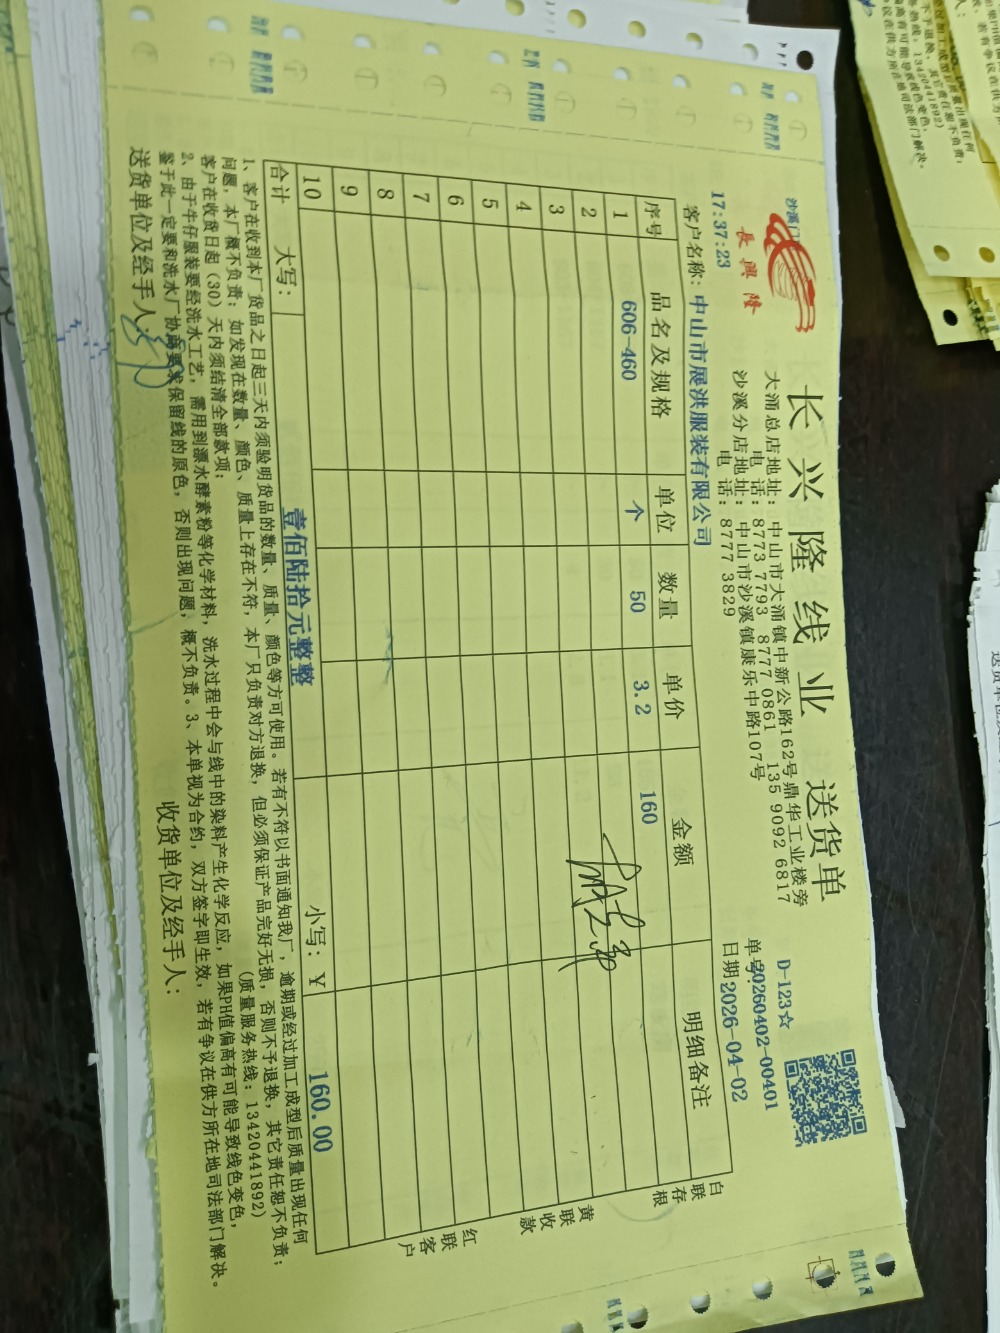 沙溪门
長興隆
长兴隆线业 送货单
大涌总店地址：中山市大涌镇中新公路162号鼎华工业楼旁
电话：8773 7793 8777 0861 135 9092 6817
沙溪分店地址：中山市沙溪镇康乐中路107号
电话：8777 3829
D-123☆
单号：20260402-00401
日期 2026-04-02
17:37:23
客户名称：中山市展洪服装有限公司
序号 品名及规格 单位 数量 单价 金额 明细备注
1 606-460 个 50 3.2 160
2
3
4
5
6
7
8
9
10
合计 大写： 壹佰陆拾元整整 小写：￥ 160.00
白联存根
黄联收款
红联客户
1、客户在收到本厂货品之日起三天内须验明货品的数量、质量、颜色等方可使用。若有不符以书面通知我厂，逾期或经过加工成型后质量出现任何
问题，本厂概不负责；如发现在数量、颜色、质量上存在不符，本厂只负责对方退换，但必须保证产品完好无损，否则不予退换，其它责任恕不负责；
客户在收货日起（30）天内须结清全部款项； （质量服务热线：13420441892）
2、由于牛仔服装要经洗水工艺，需用到漂水酵素粉等化学材料，洗水过程中会与线中的染料产生化学反应，如果PH值偏高有可能导致线色变色，
鉴于此一定要和洗水厂协商要求保留线的原色，否则出现问题，概不负责。3、本单视为合约，双方签字即生效，若有争议在供方所在地司法部门解决。
送货单位及经手人： 收货单位及经手人：